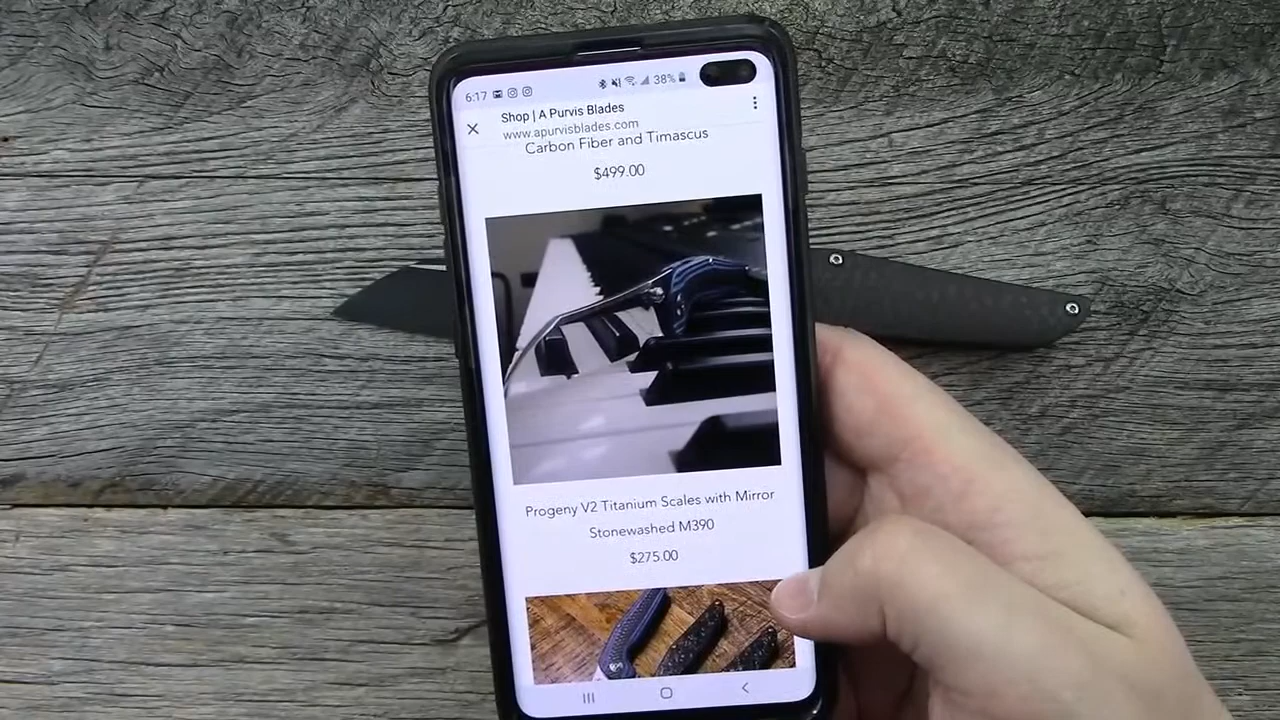 6:17
38%
Shop | A Purvis Blades
www.apurvisblades.com
Carbon Fiber and Timascus
$499.00
Progeny V2 Titanium Scales with Mirror
Stonewashed M390
$275.00